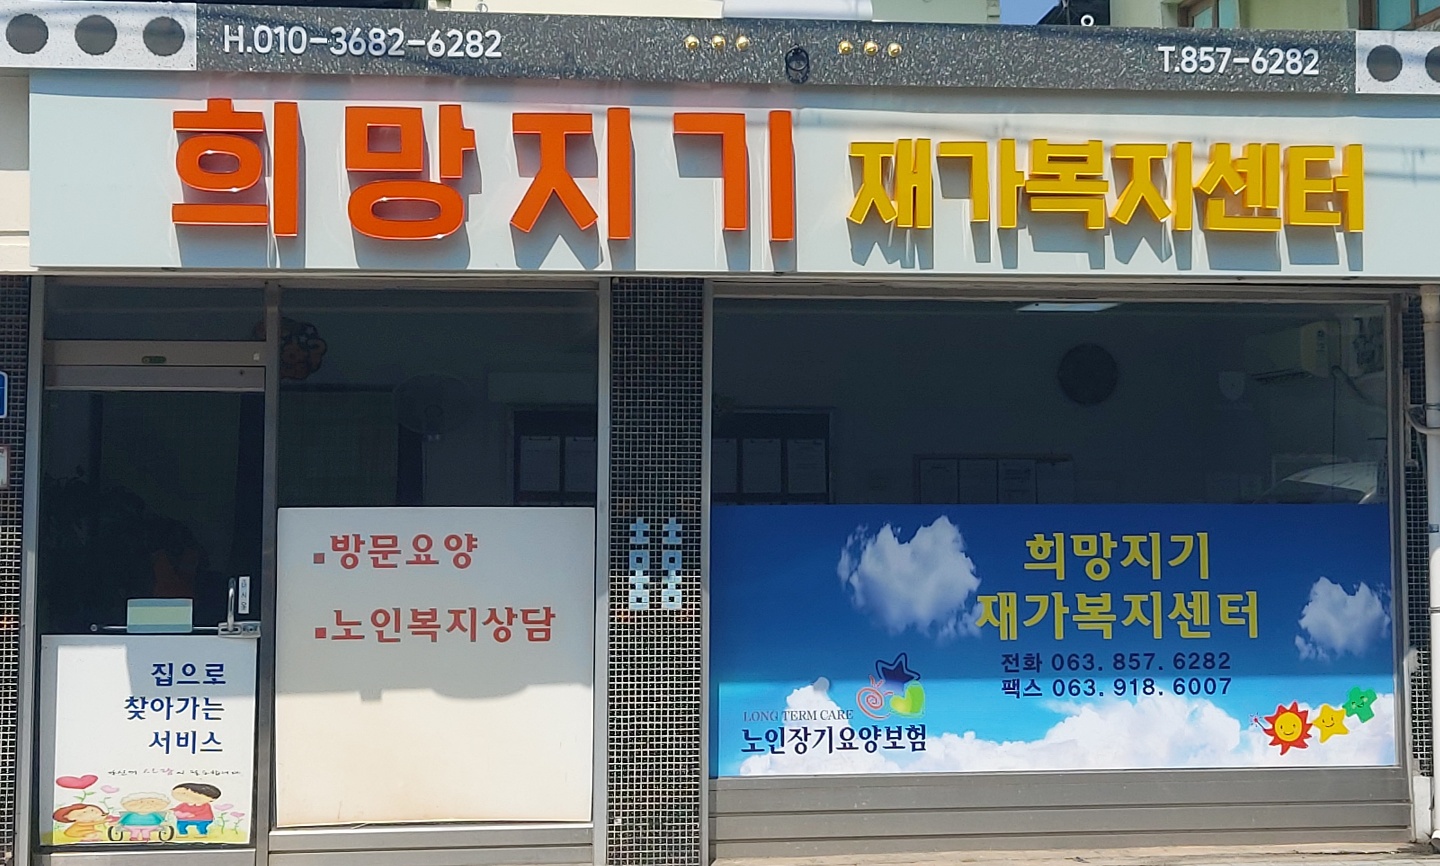 H.010-3682-6282
T.857-6282
희망지기 재가복지센터
방문요양
노인복지상담
집으로
찾아가는
서비스
희망지기
재가복지센터
전화 063. 857. 6282
팩스 063. 918. 6007
LONG TERM CARE
노인장기요양보험